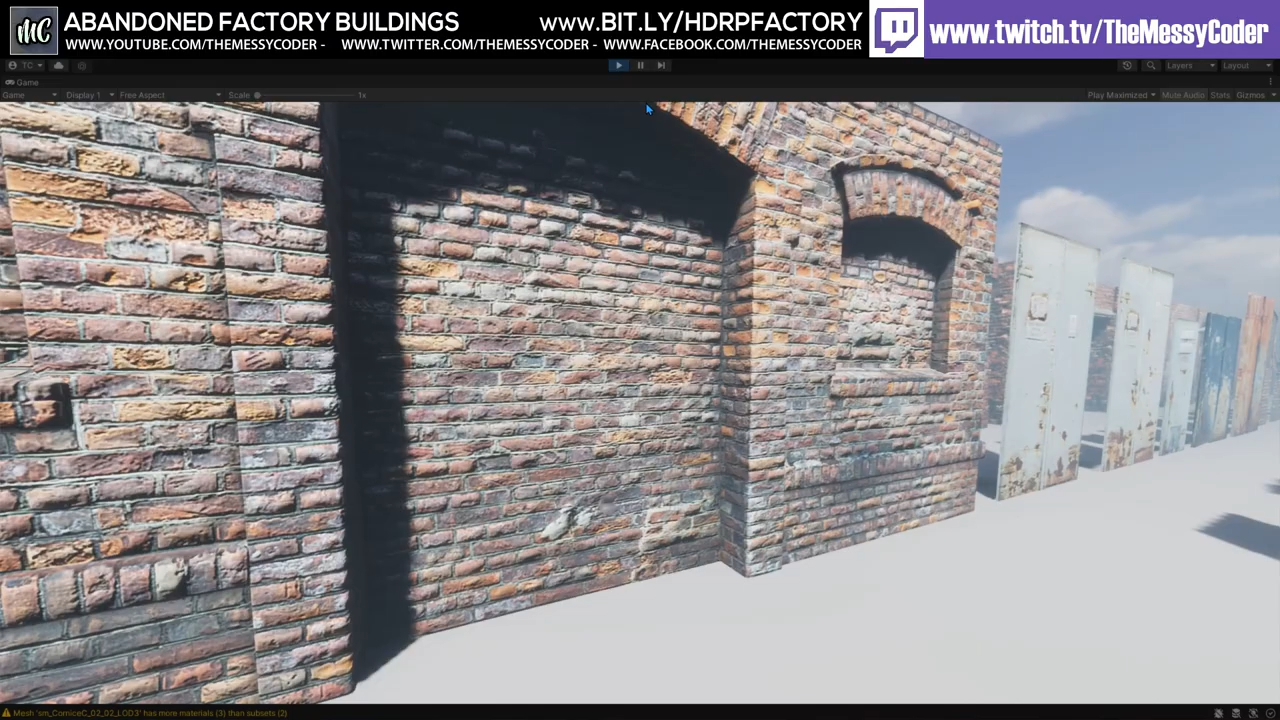 mc
ABANDONED FACTORY BUILDINGS
www.BIT.LY/HDRPFACTORY
WWW.YOUTUBE.COM/THEMESSYCODER - WWW.TWITTER.COM/THEMESSYCODER - WWW.FACEBOOK.COM/THEMESSYCODER
www.twitch.tv/TheMessyCoder
TC
Layers
Layout
Game
Game
Display 1
Free Aspect
Scale
1x
Play Maximized
Mute Audio
Stats
Gizmos
Mesh 'sm_CorniceC_02_02_LOD3' has more materials (3) than subsets (2)